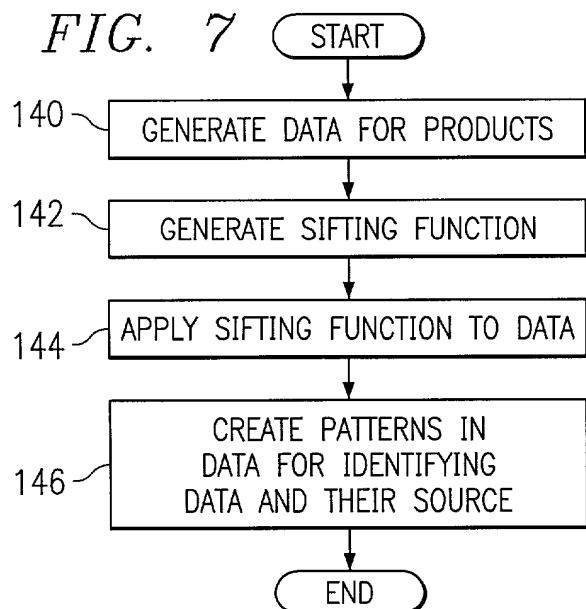 FIG. 7
START
140
GENERATE DATA FOR PRODUCTS
142
GENERATE SIFTING FUNCTION
144
APPLY SIFTING FUNCTION TO DATA
146
CREATE PATTERNS IN
DATA FOR IDENTIFYING
DATA AND THEIR SOURCE
END